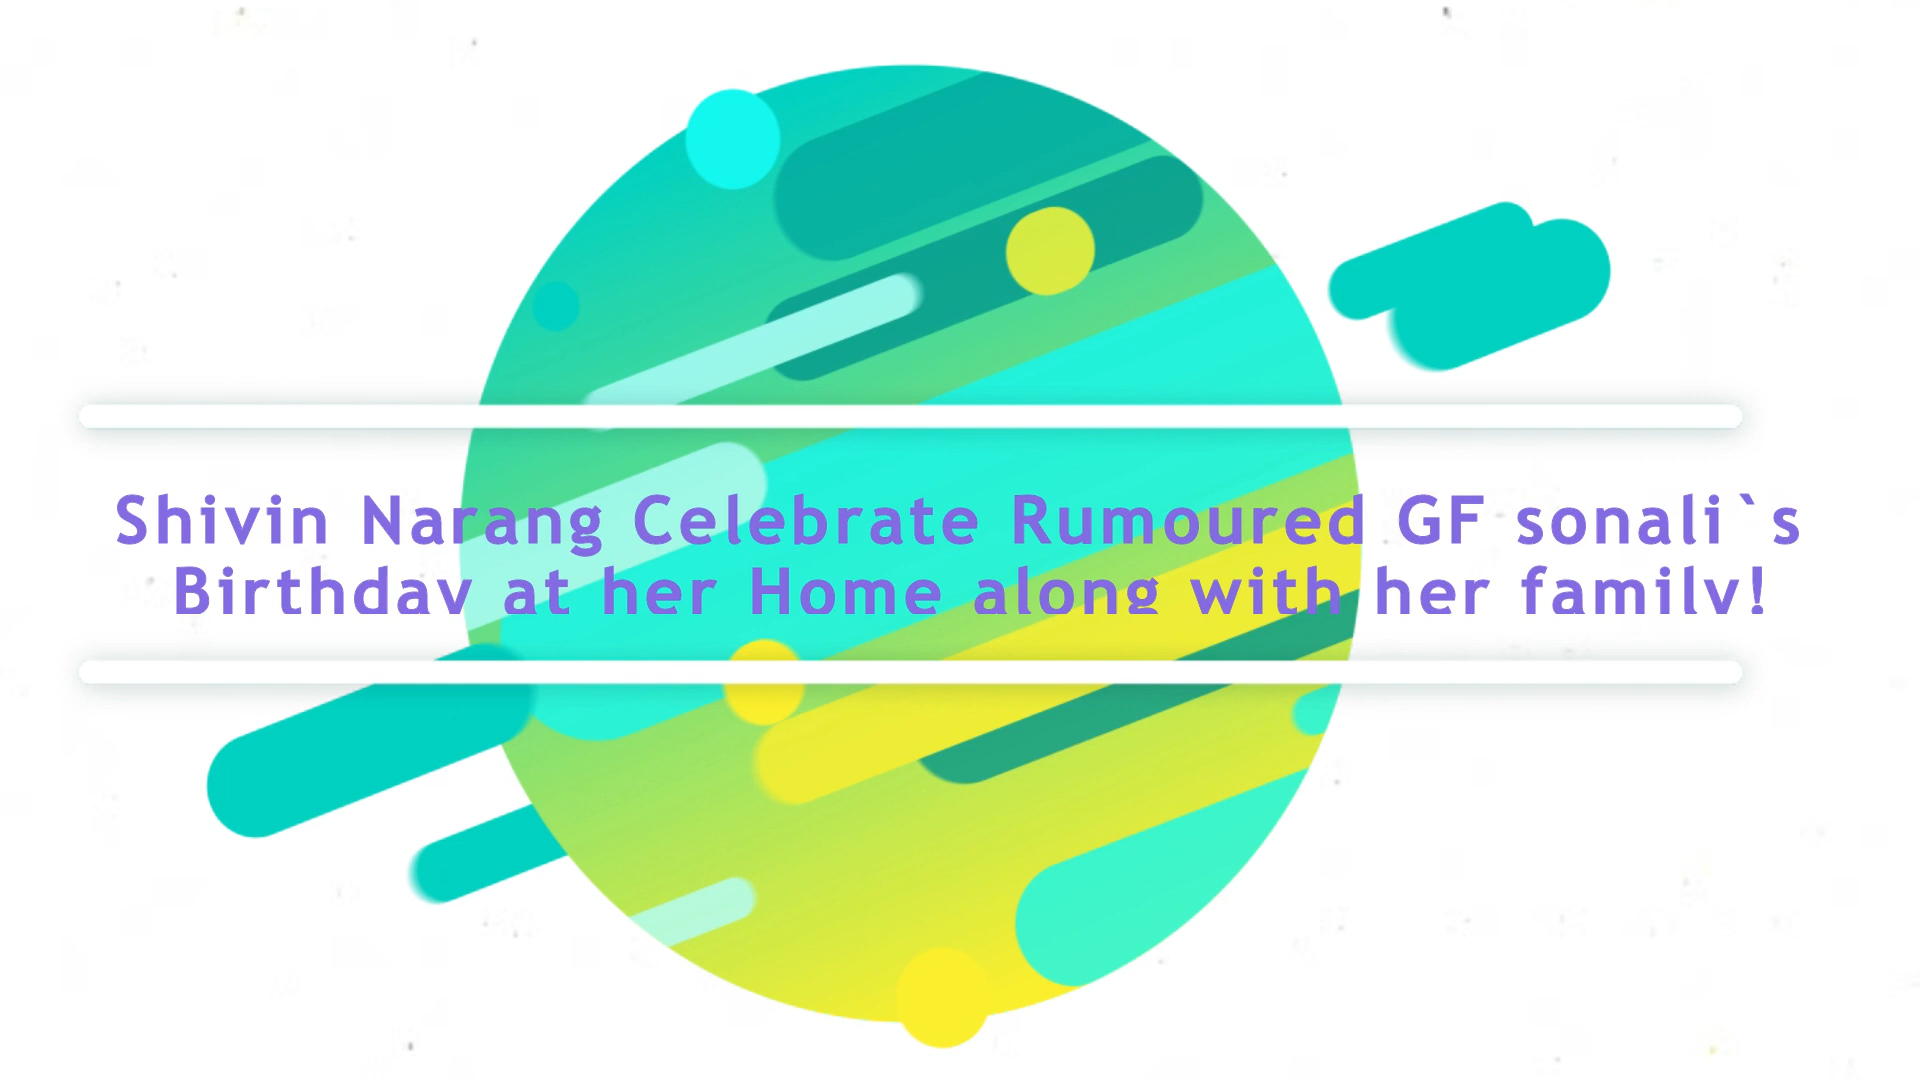 Shivin Narang Celebrate Rumoured GF sonali`s
Birthday at her Home along with her family!